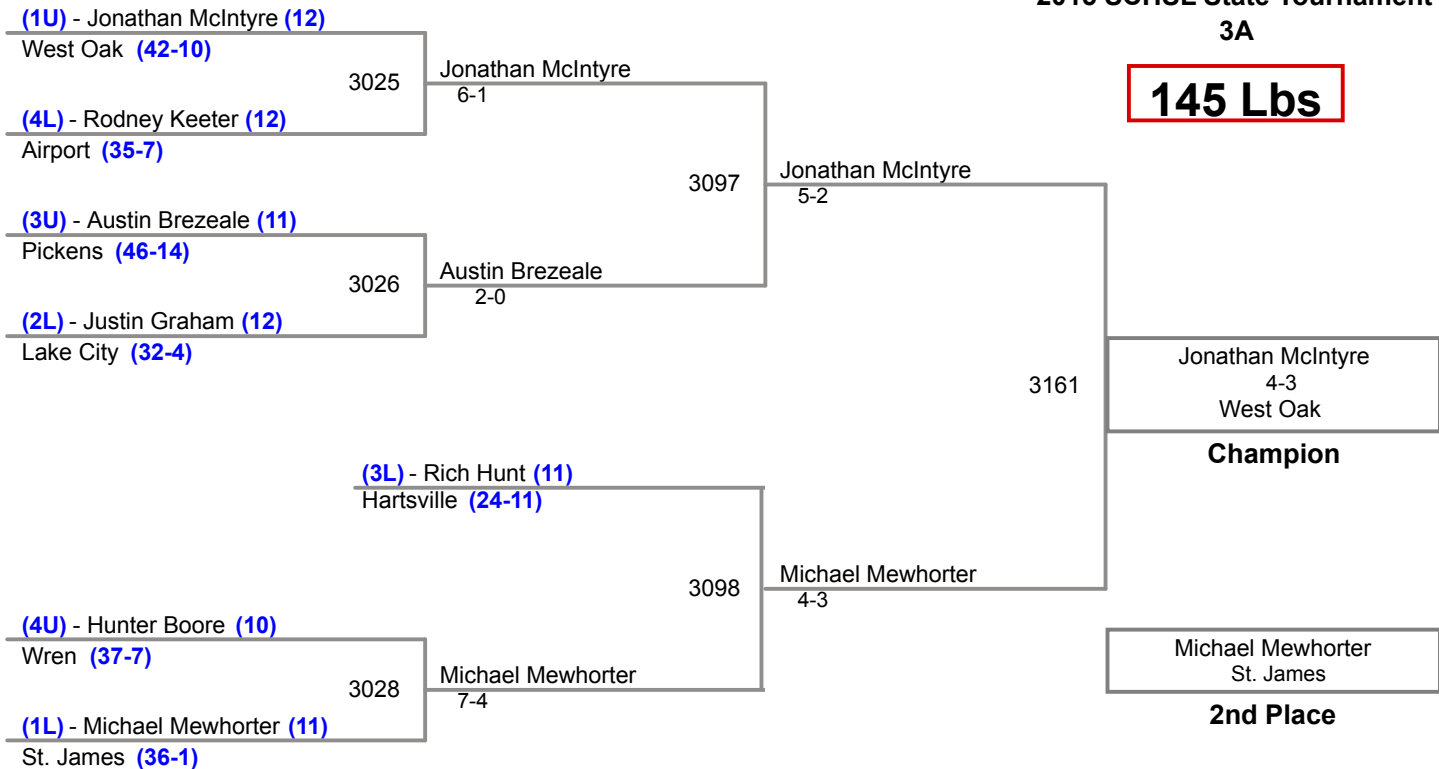 2016 SCHSL State Tournament
3A
145 Lbs
(1U) - Jonathan McIntyre (12)
West Oak (42-10)
3025
Jonathan McIntyre
6-1
(4L) - Rodney Keeter (12)
Airport (35-7)
3097
Jonathan McIntyre
5-2
(3U) - Austin Brezeale (11)
Pickens (46-14)
3026
Austin Brezeale
2-0
(2L) - Justin Graham (12)
Lake City (32-4)
3161
Jonathan McIntyre
4-3
West Oak
Champion
(3L) - Rich Hunt (11)
Hartsville (24-11)
3098
Michael Mewhorter
4-3
(4U) - Hunter Boore (10)
Wren (37-7)
3028
Michael Mewhorter
7-4
(1L) - Michael Mewhorter (11)
St. James (36-1)
Michael Mewhorter
St. James
2nd Place